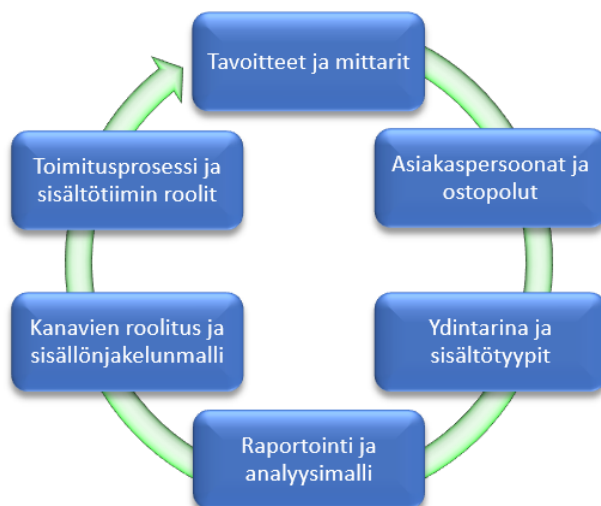 Tavoitteet ja mittarit
Asiakaspersoonat ja
ostopolut
Ydintarina ja
sisältötyypit
Raportointi ja
analyysimalli
Kanavien roolitus ja
sisällönjakelunmalli
Toimitusprosessi ja
sisältötiimin roolit